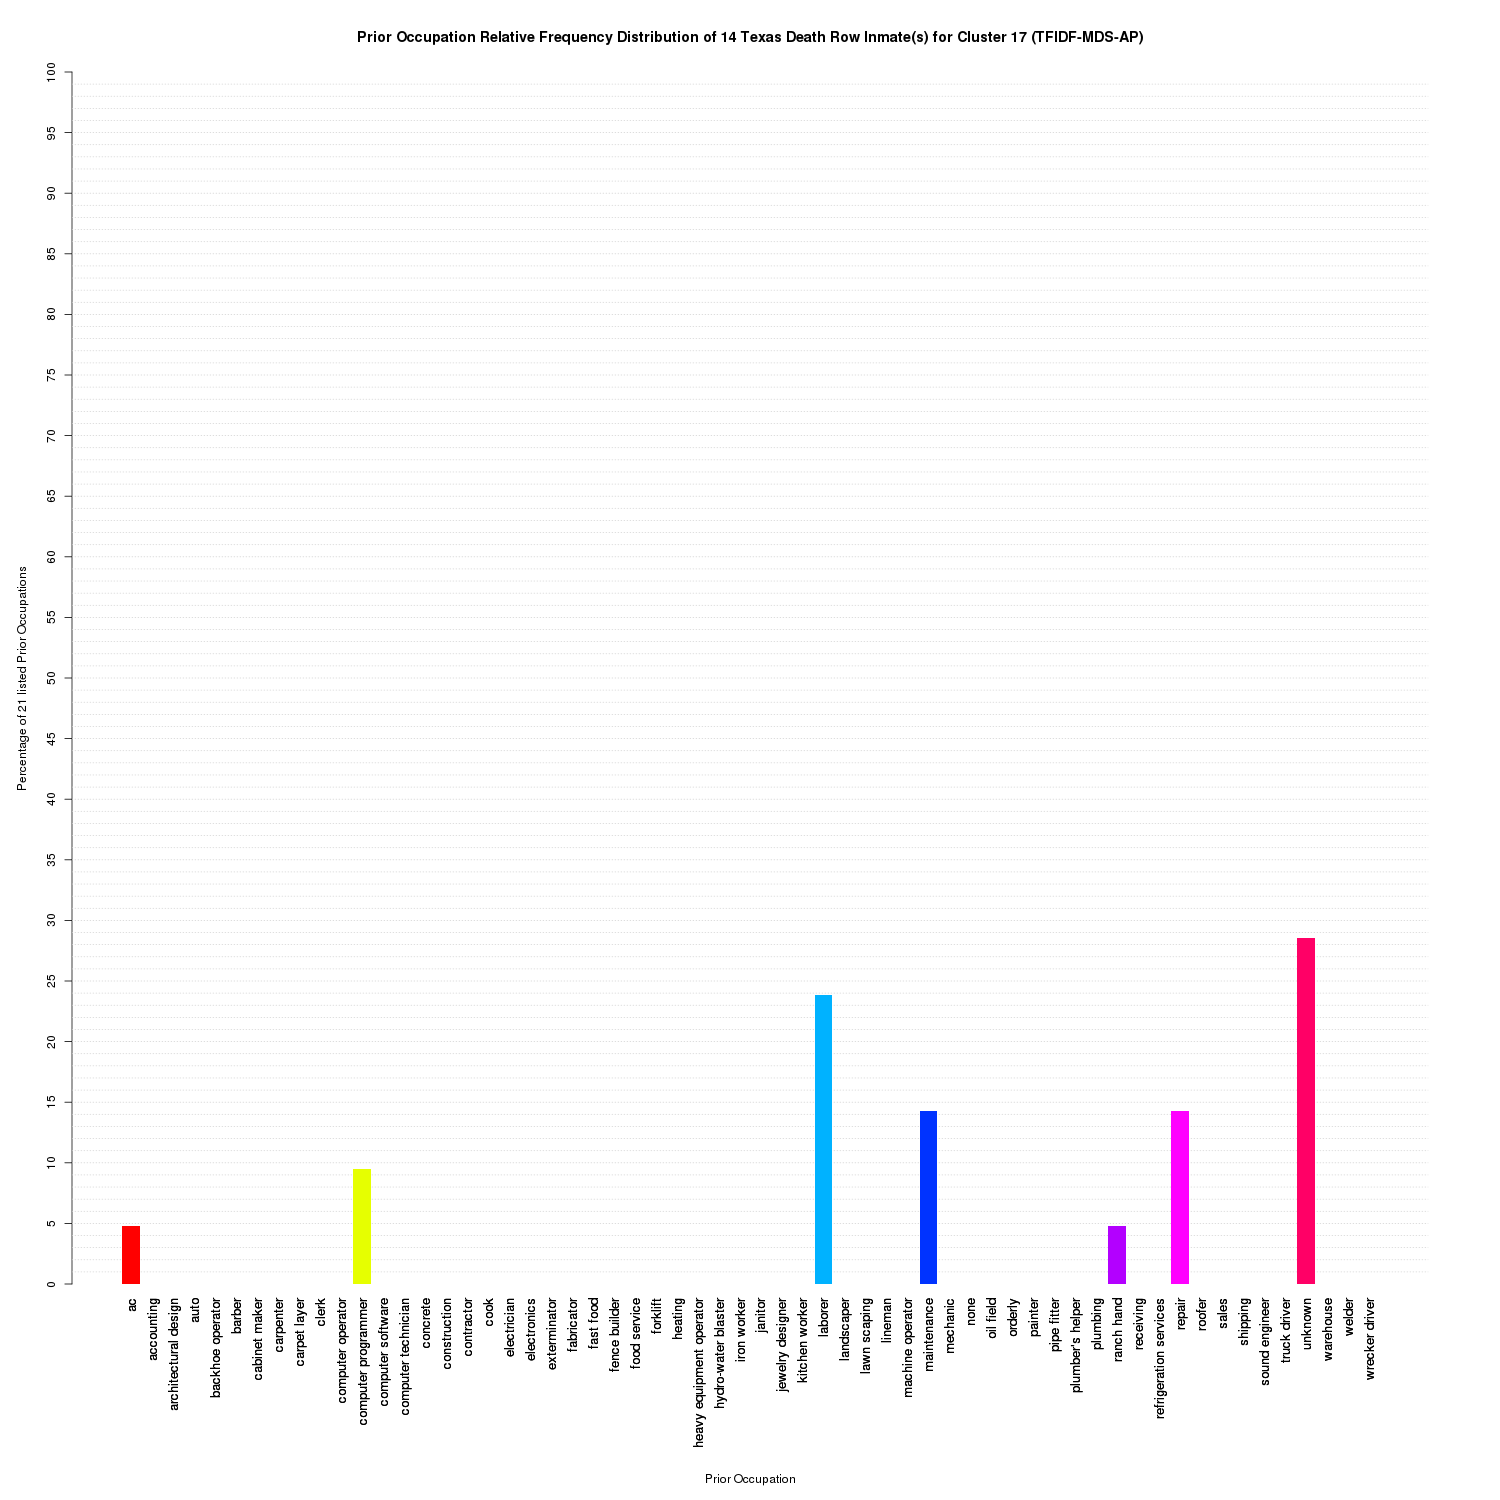 Prior Occupation Relative Frequency Distribution of 14 Texas Death Row Inmate(s) for Cluster 17 (TFIDF-MDS-AP)
Percentage of 21 listed Prior Occupations
100
95
90
85
80
75
70
65
60
55
50
45
40
35
30
25
20
15
10
5
0
ac
accounting
architectural design
auto
backhoe operator
barber
cabinet maker
carpenter
carpet layer
clerk
computer operator
computer programmer
computer software
computer technician
concrete
construction
contractor
cook
electrician
electronics
exterminator
fabricator
fast food
fence builder
food service
forklift
heating
heavy equipment operator
hydro-water blaster
iron worker
janitor
jewelry designer
kitchen worker
laborer
landscaper
lawn scaping
lineman
machine operator
maintenance
mechanic
none
oil field
orderly
painter
pipe fitter
plumber's helper
plumbing
ranch hand
receiving
refrigeration services
repair
roofer
sales
shipping
sound engineer
truck driver
unknown
warehouse
welder
wrecker driver
Prior Occupation